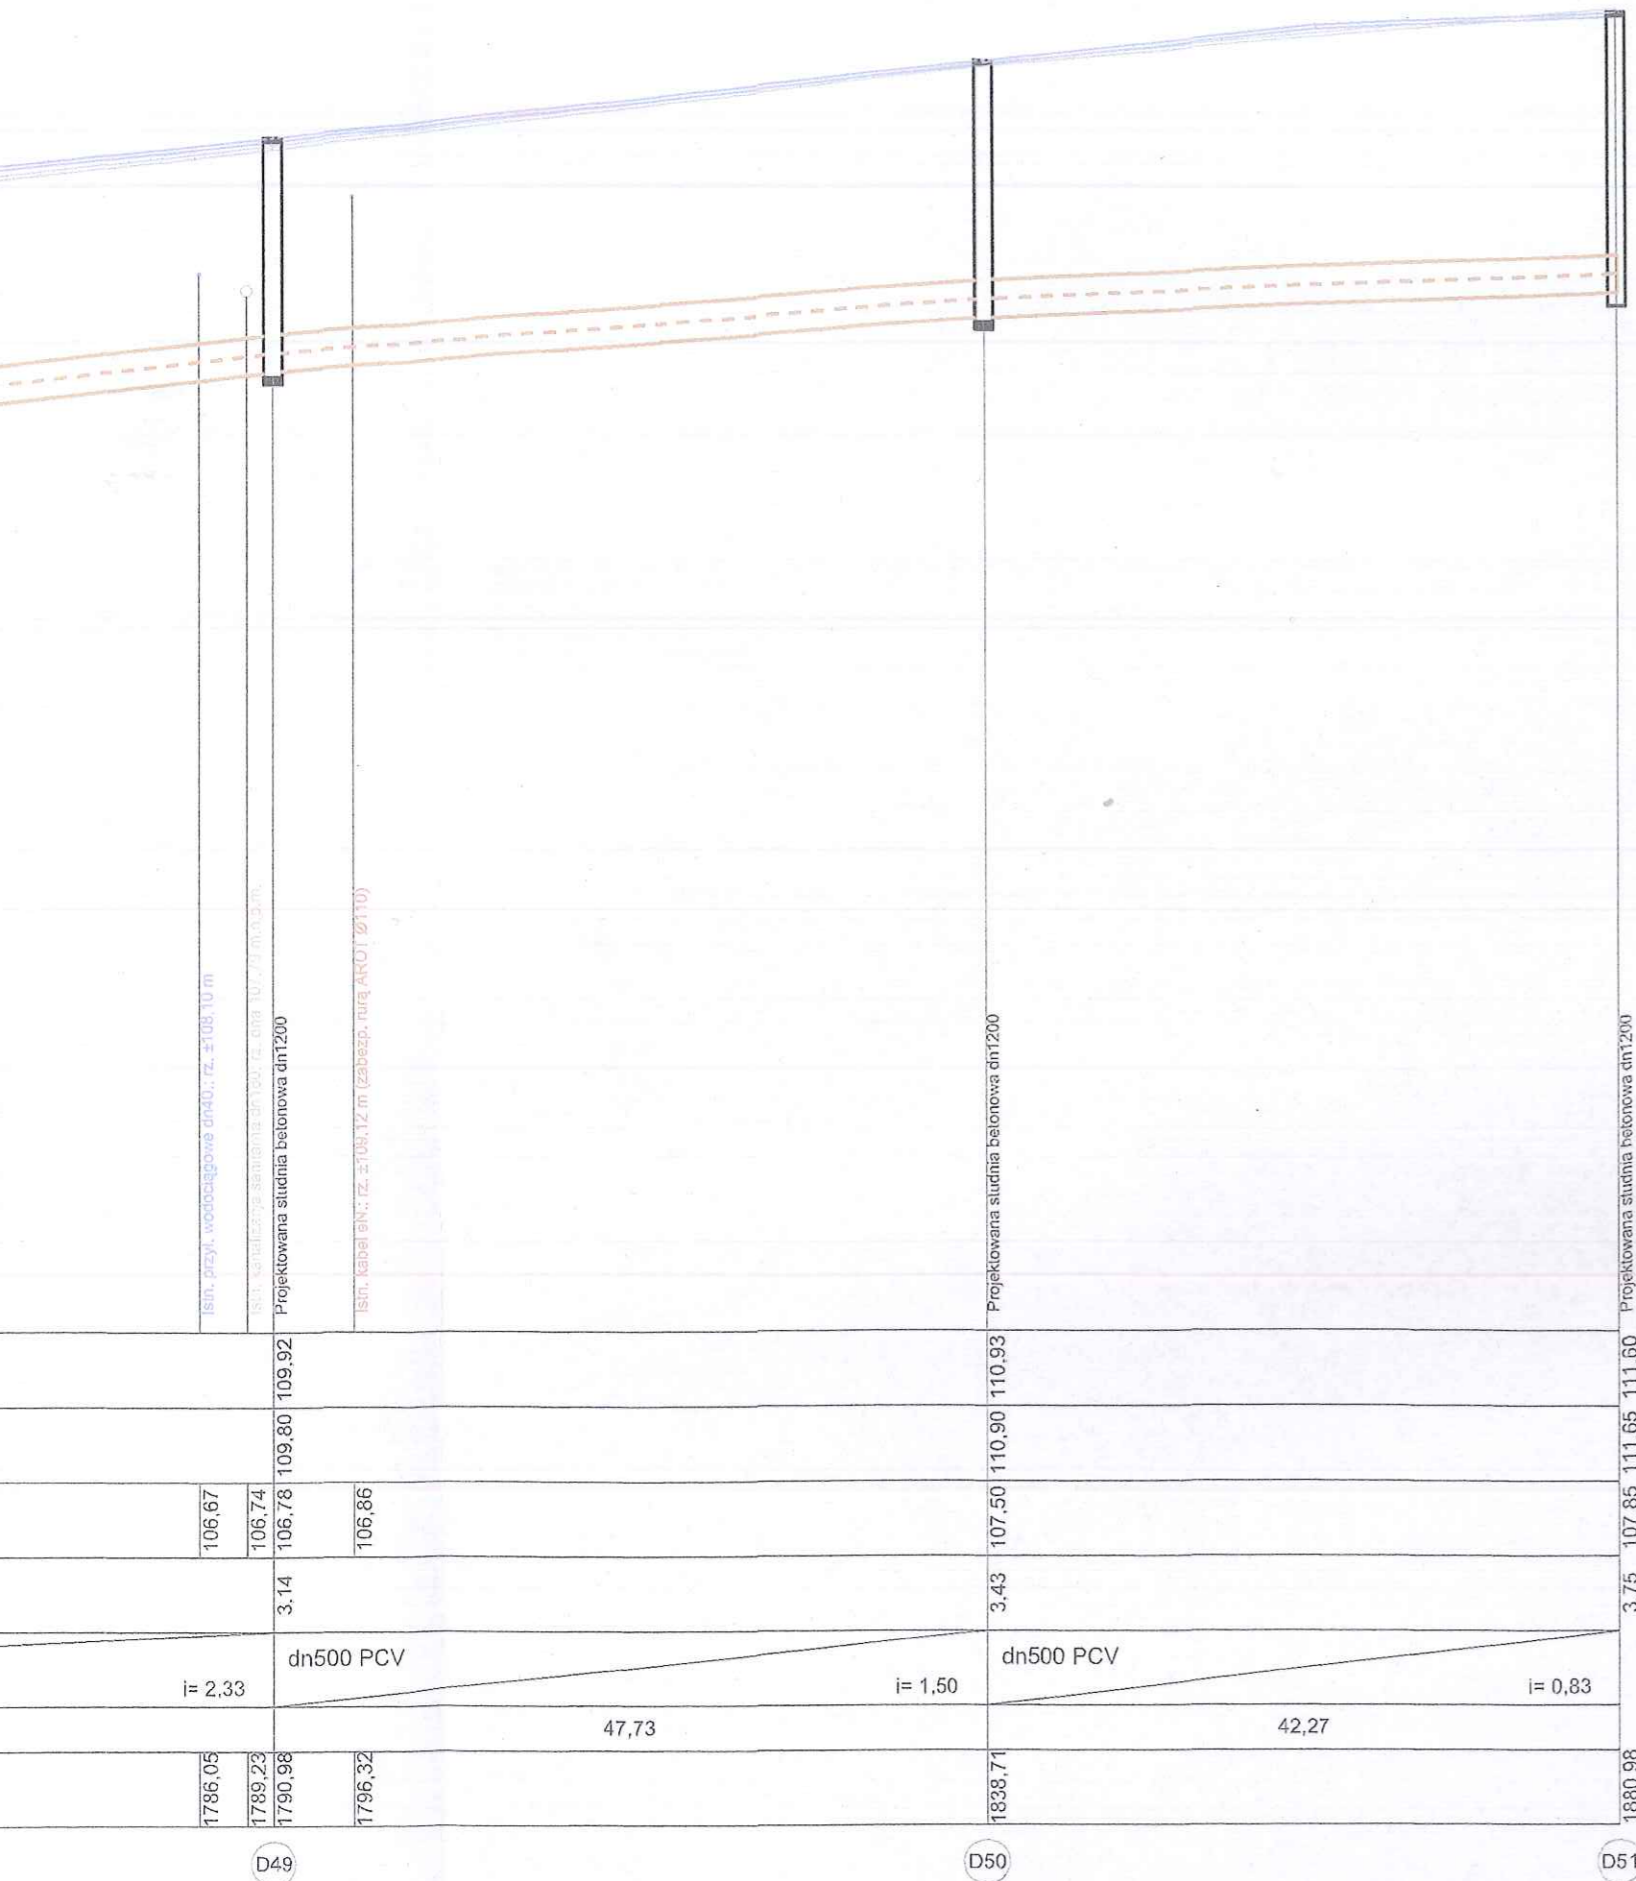 Istn. przył. wodociągowe dn40.; rz. ±108,10 m
Istn. kanalizacja sanitarna
Projektowana studnia betonowa dn1200
Istn. kabel eN.; rz. ±109,12 m (zabezp. rurą AROT Ø110)
Projektowana studnia betonowa dn1200
Projektowana studnia betonowa dn1200
109,92
110,93
111,60
109,80
110,90
111,65
106,67
106,74
106,78
106,86
107,50
107,85
3,14
3,43
3,75
dn500 PCV
dn500 PCV
i= 2,33
i= 1,50
i= 0,83
47,73
42,27
1786,05
1789,23
1790,98
1796,32
1838,71
1880,98
D49
D50
D51